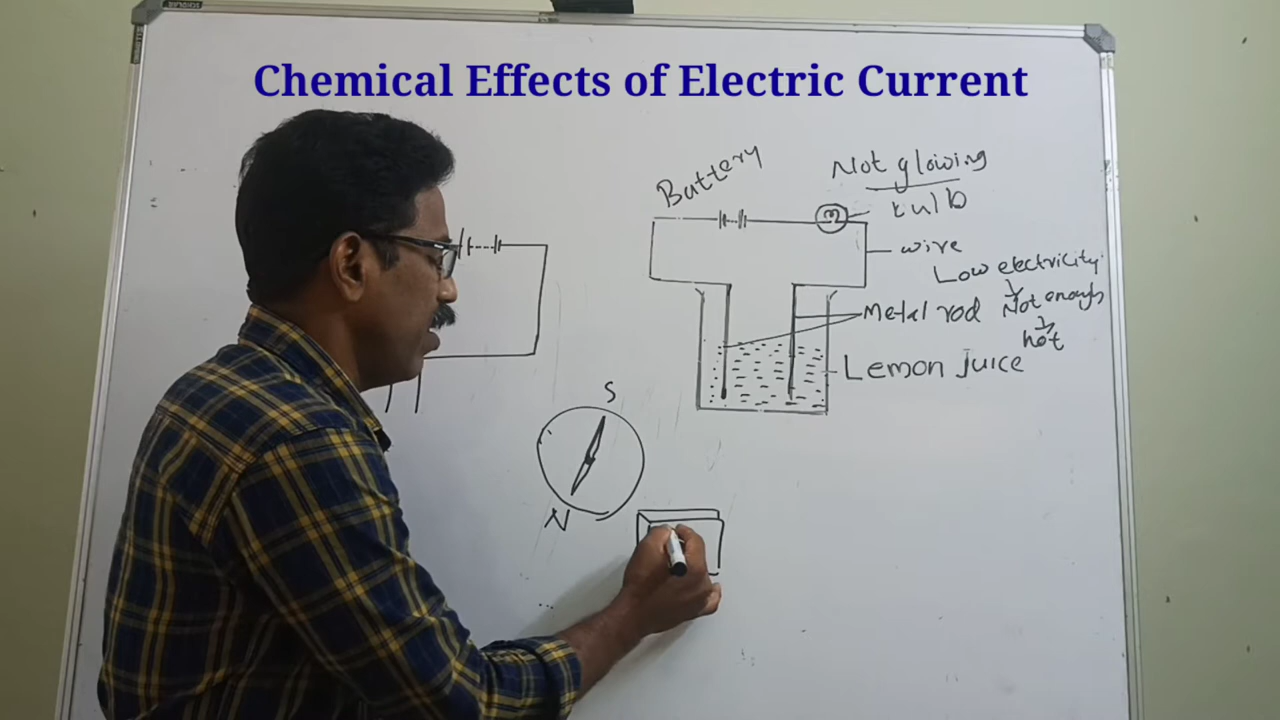 Chemical Effects of Electric Current
Battery
Not glowing
bulb
wire
Low electricity
Metal rod
Not enough
hot
Lemon Juice
S
N